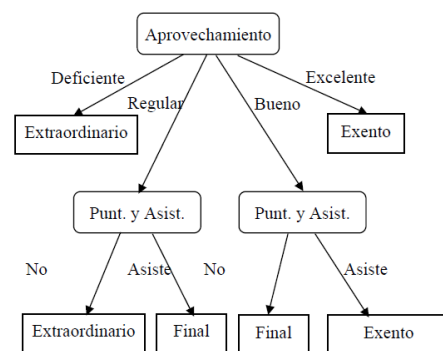 Aprovechamiento
Deficiente
Excelente
Regular
Bueno
Extraordinario
Exento
Punt. y Asist.
Punt. y Asist.
No
Asiste
No
Asiste
Extraordinario
Final
Final
Exento